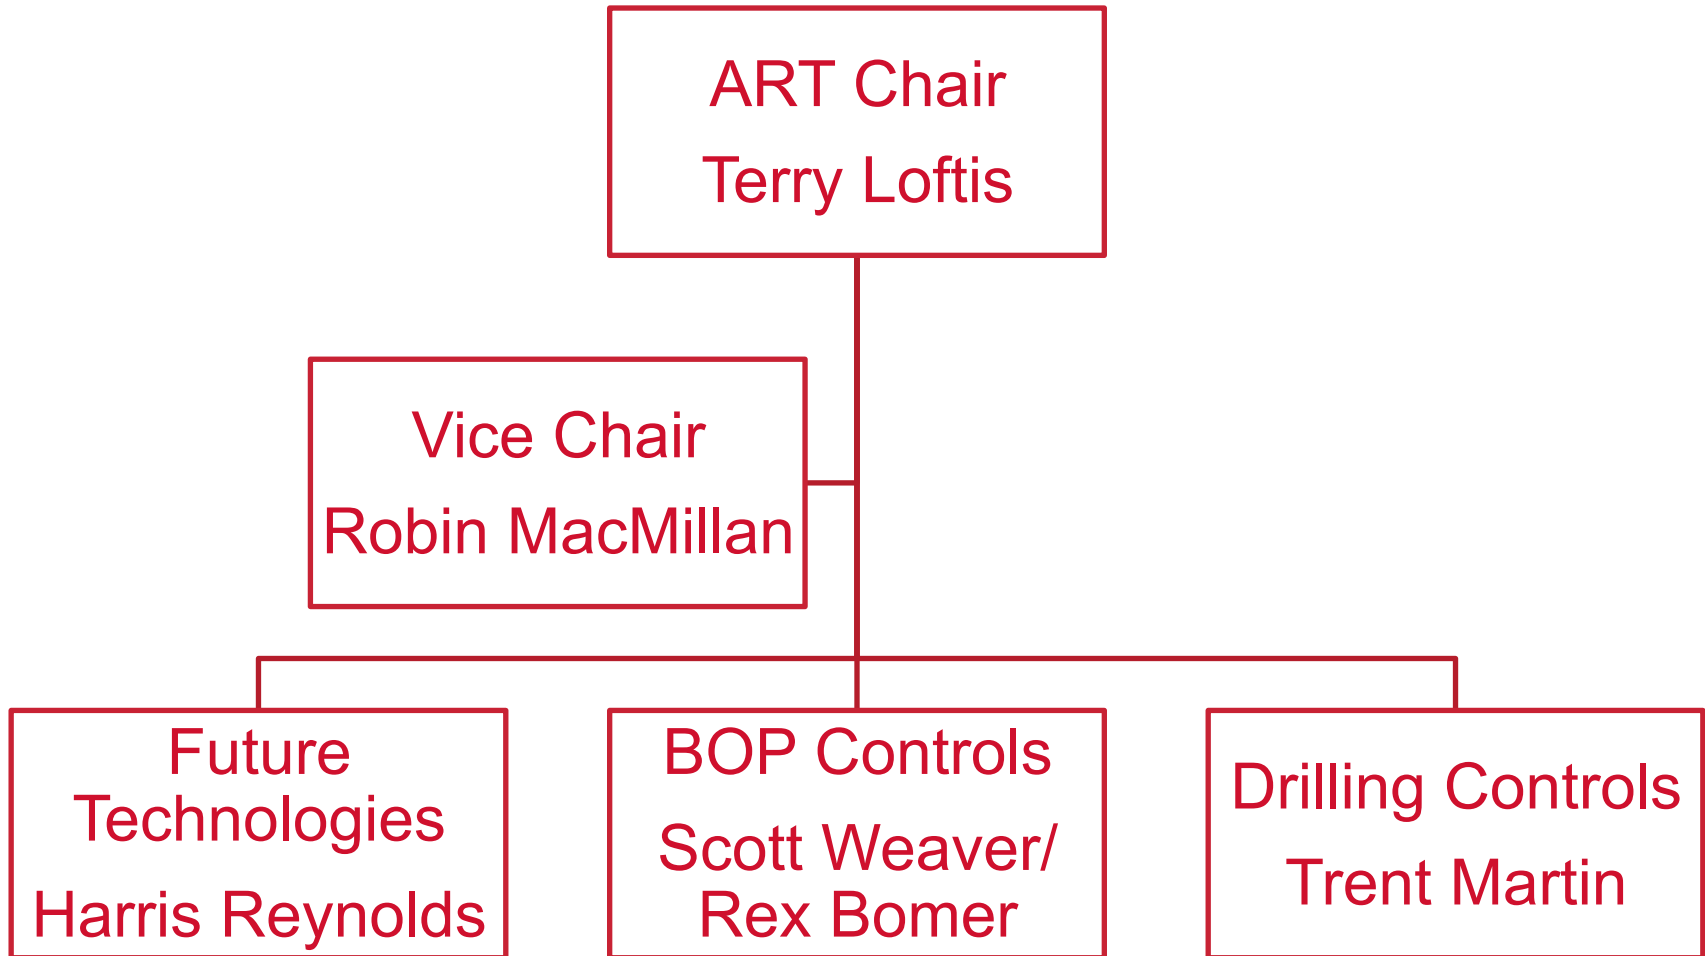 ART Chair
Terry Loftis
Vice Chair
Robin MacMillan
Future
Technologies
Harris Reynolds
BOP Controls
Scott Weaver/
Rex Bomer
Drilling Controls
Trent Martin